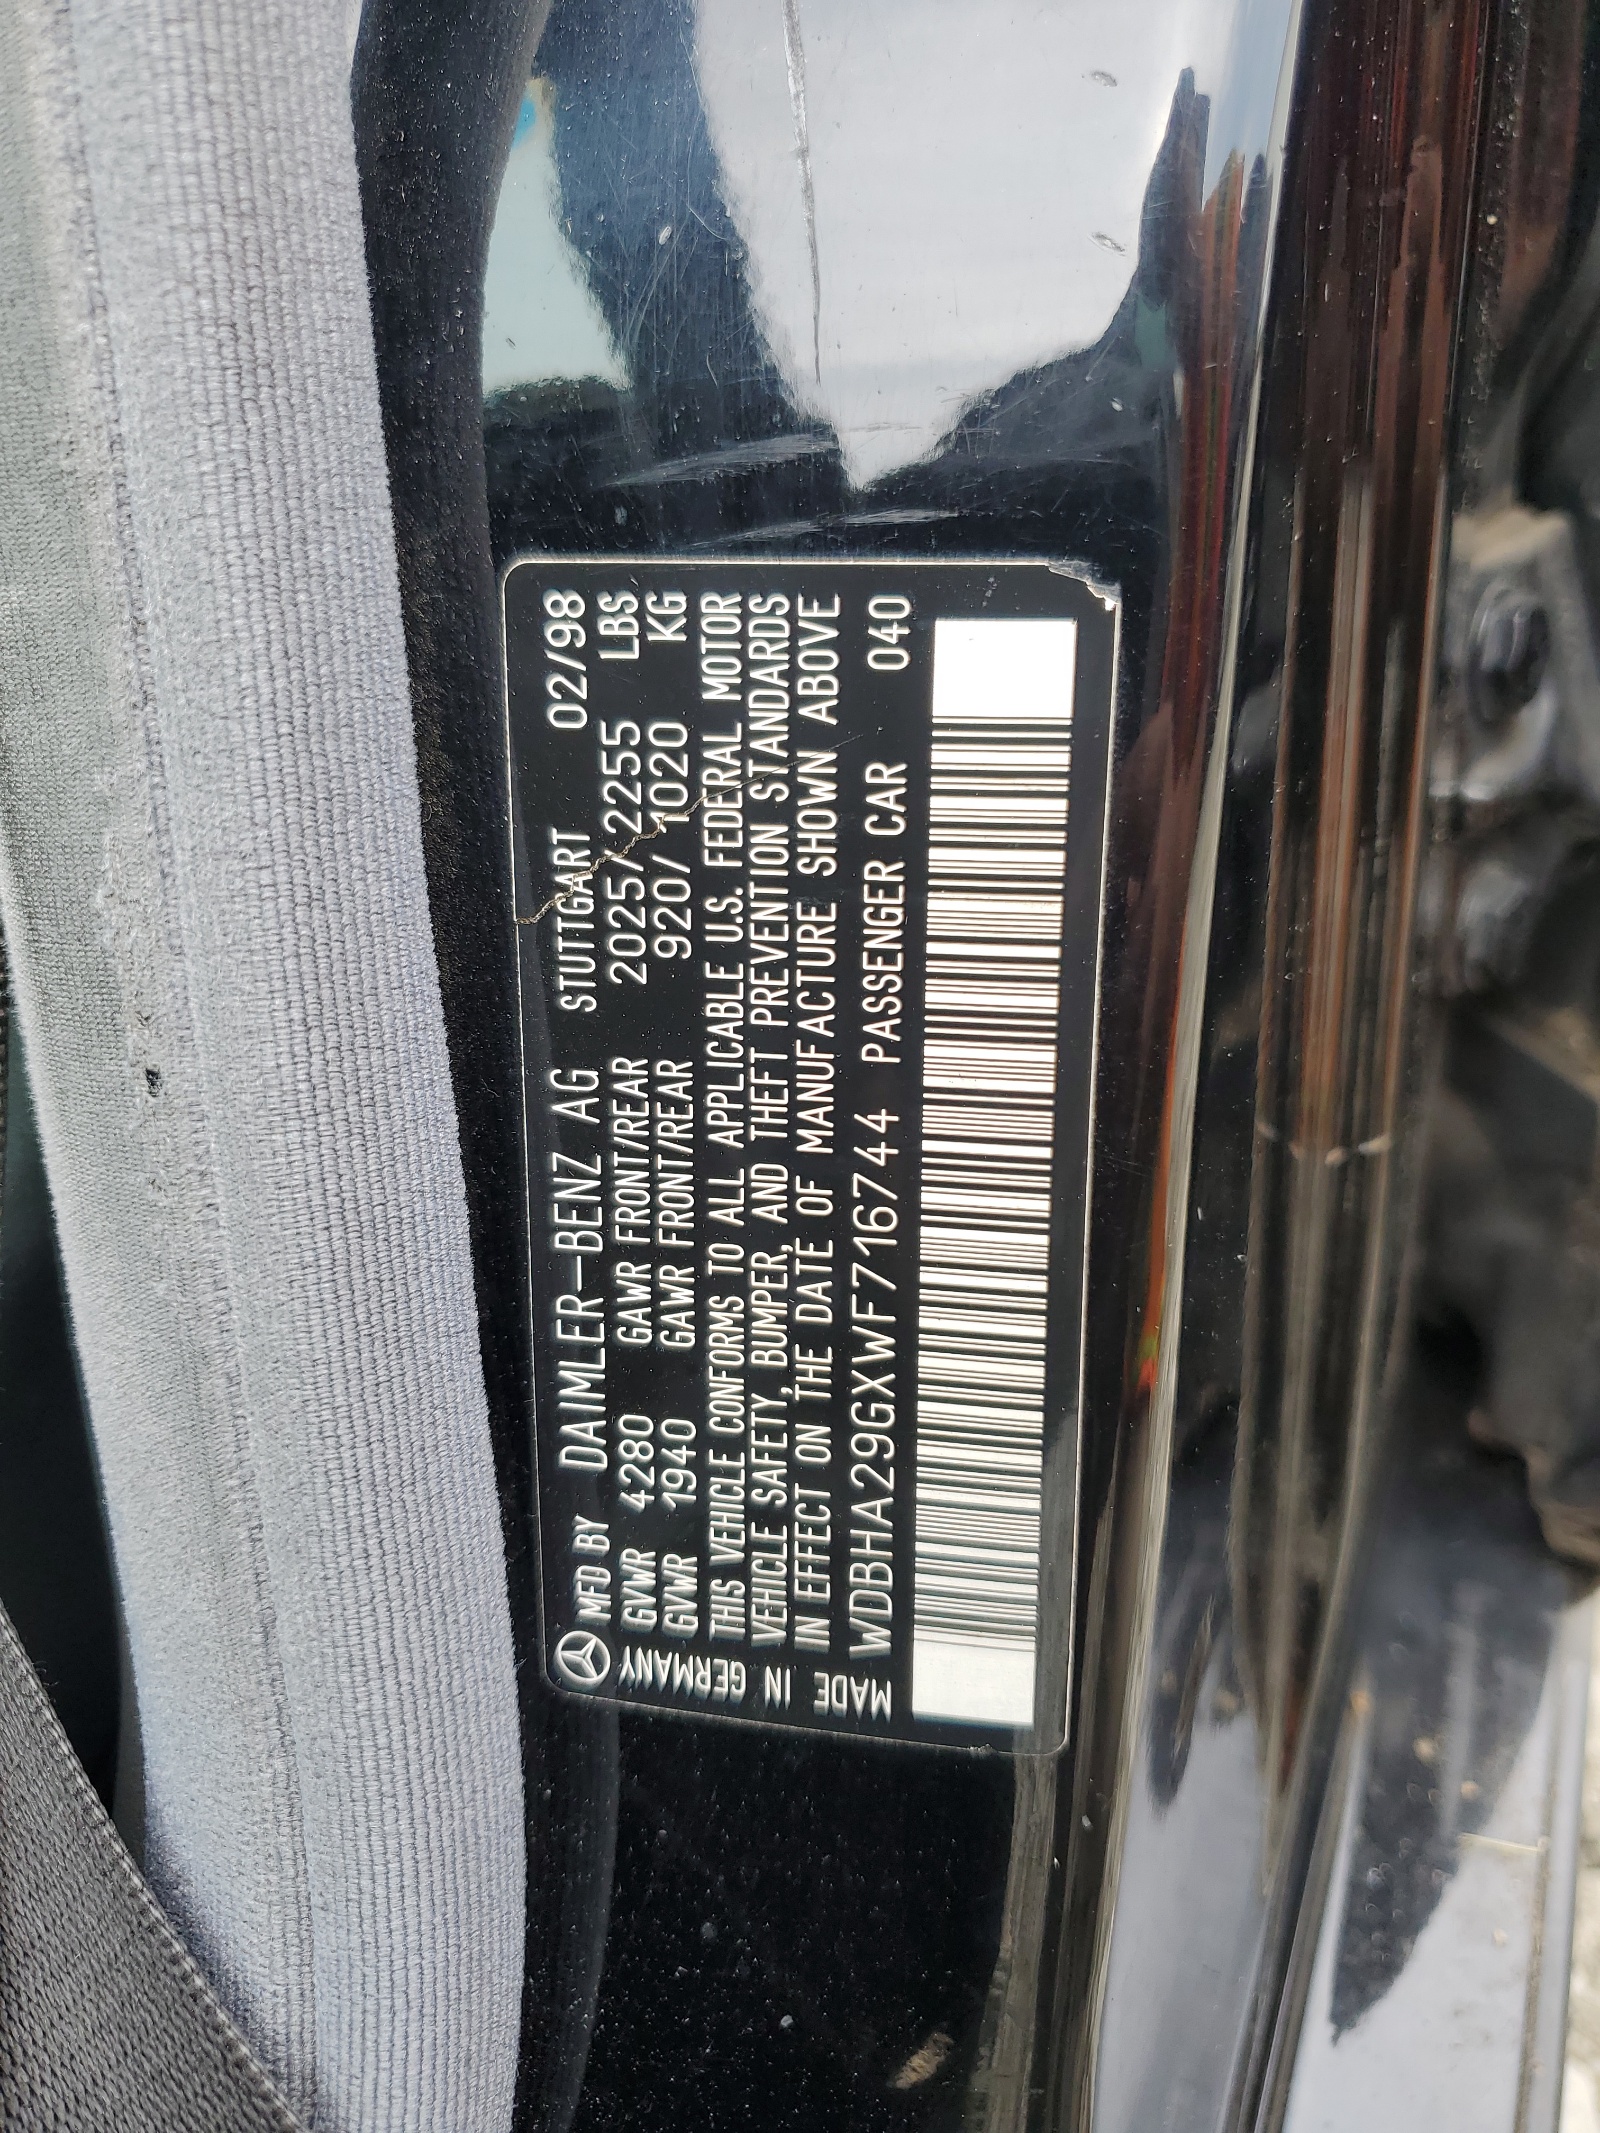 MFD BY DAIMLER-BENZ AG STUTTGART 02/98
GVWR 4280 GAWR FRONT/REAR 2025/2255 LBS
GVWR 1940 GAWR FRONT/REAR 920/1020 KG
THIS VEHICLE CONFORMS TO ALL APPLICABLE U.S. FEDERAL MOTOR
VEHICLE SAFETY, BUMPER, AND THEFT PREVENTION STANDARDS
IN EFFECT ON THE DATE OF MANUFACTURE SHOWN ABOVE
WDBHA29GXWF716744 PASSENGER CAR 040
MADE IN GERMANY